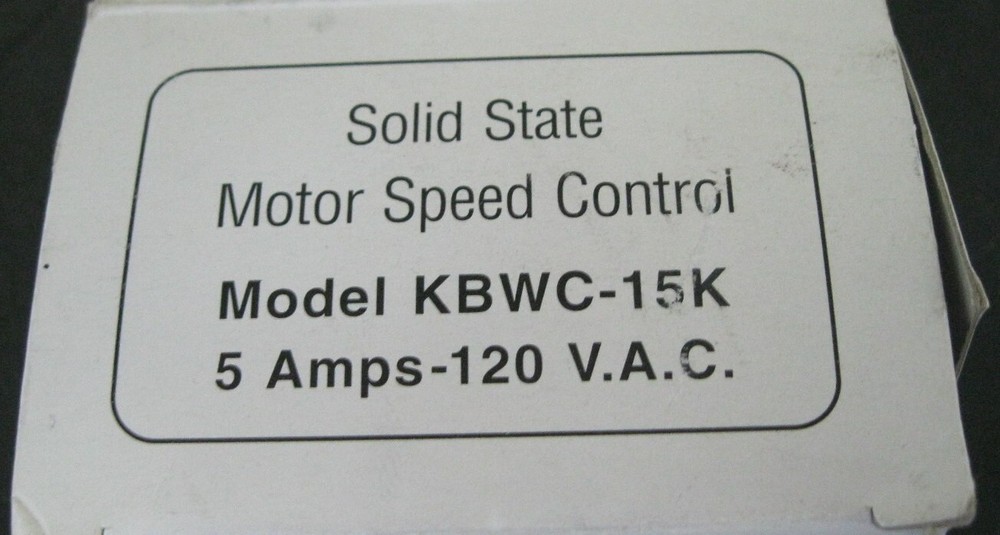 Solid State
Motor Speed Control
Model KBWC-15K
5 Amps-120 V.A.C.